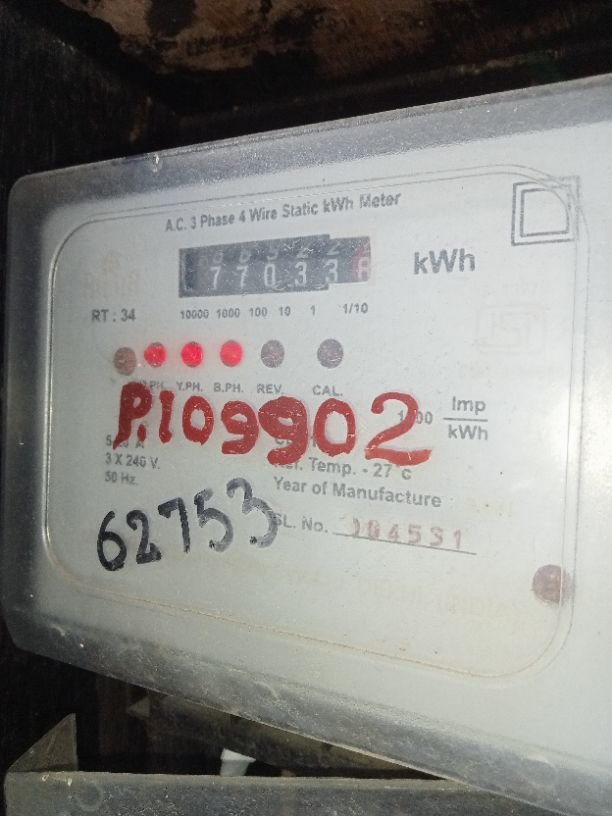 A.C. 3 Phase 4 Wire Static kWh Meter
77033 kWh
RT : 34 10000 1000 100 10 1 1/10
Y.PH. B.PH. REV. CAL.
P.109902
Imp
kWh
3 X 240 V.
50 Hz.
Temp. - 27°c
Year of Manufacture
62753
SL. No. 104531